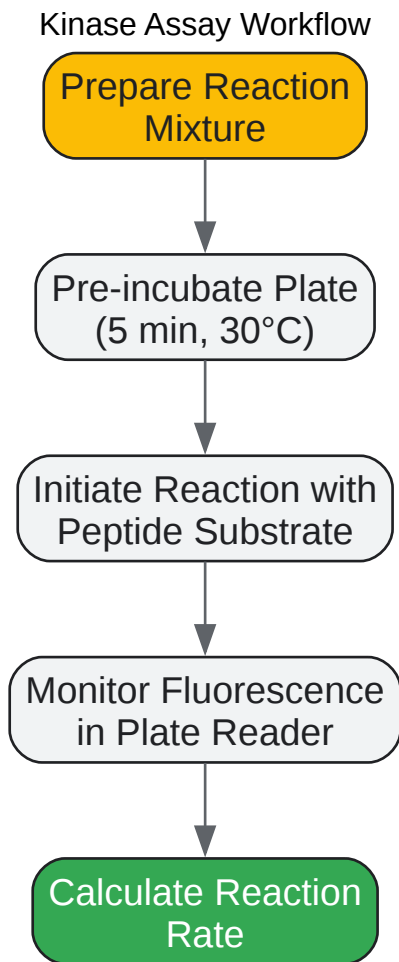 Kinase Assay Workflow
Prepare Reaction
Mixture
Pre-incubate Plate
(5 min, 30°C)
Initiate Reaction with
Peptide Substrate
Monitor Fluorescence
in Plate Reader
Calculate Reaction
Rate